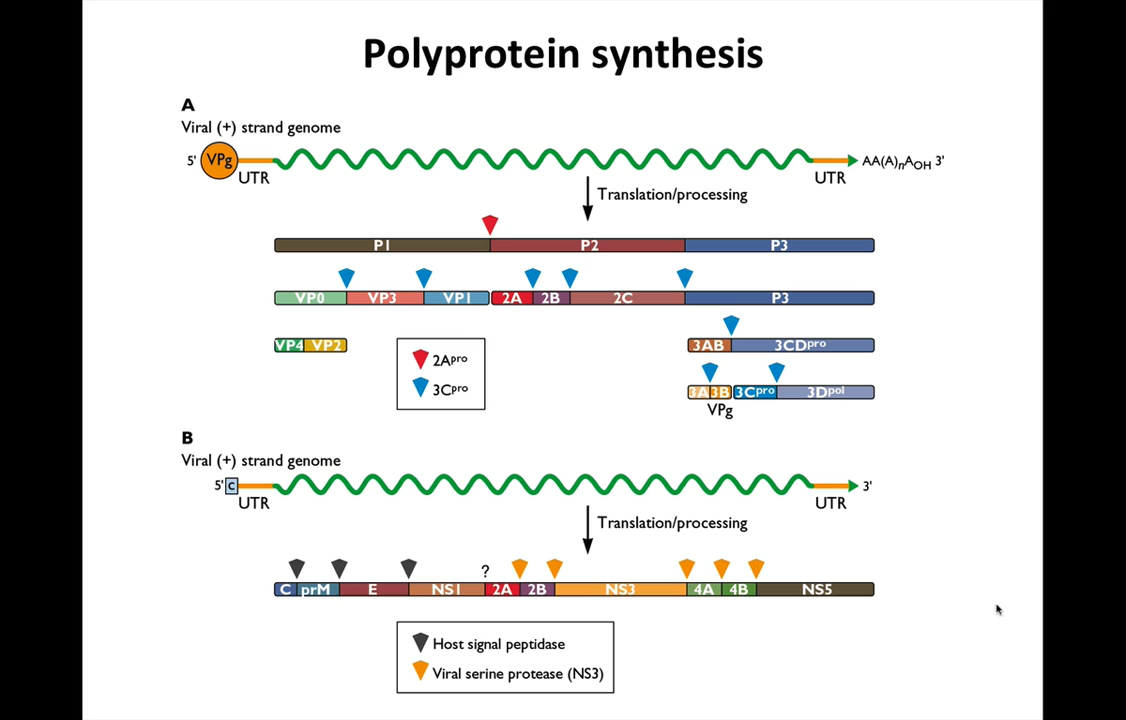 Polyprotein synthesis
A
Viral (+) strand genome
5' VPg AA(A)nAOH 3'
UTR UTR
Translation/processing
P1 P2 P3
VP0 VP3 VP1 2A 2B 2C P3
VP4 VP2 3AB 3CDpro
2Apro
3Cpro
3A 3B 3Cpro 3Dpol
VPg
B
Viral (+) strand genome
5' C 3'
UTR UTR
Translation/processing
?
C prM E NS1 2A 2B NS3 4A 4B NS5
Host signal peptidase
Viral serine protease (NS3)